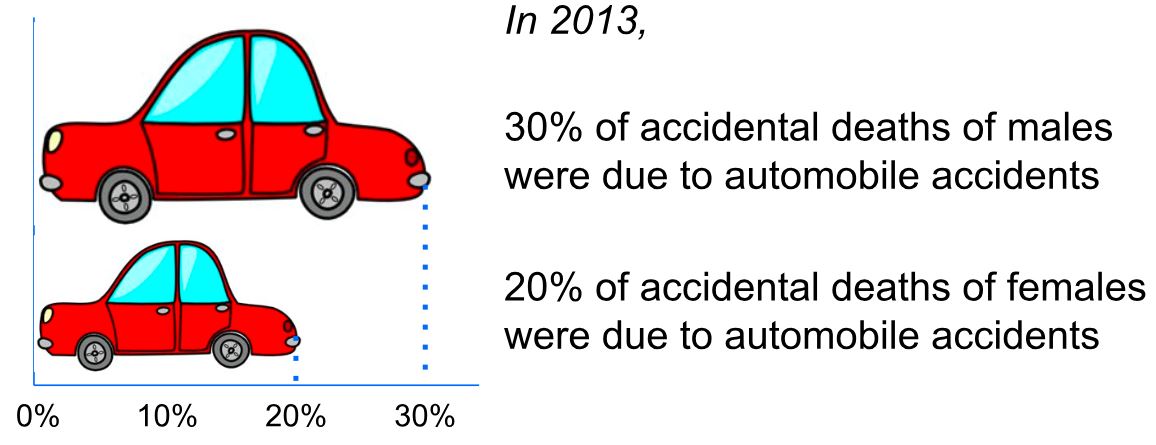 In 2013,
30% of accidental deaths of males
were due to automobile accidents
20% of accidental deaths of females
were due to automobile accidents
0% 10% 20% 30%